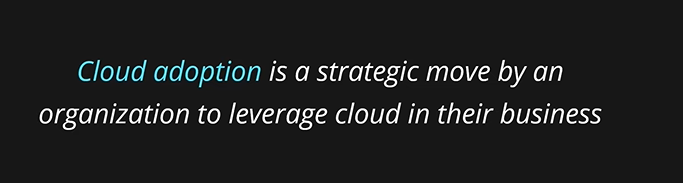 Cloud adoption is a strategic move by an
organization to leverage cloud in their business